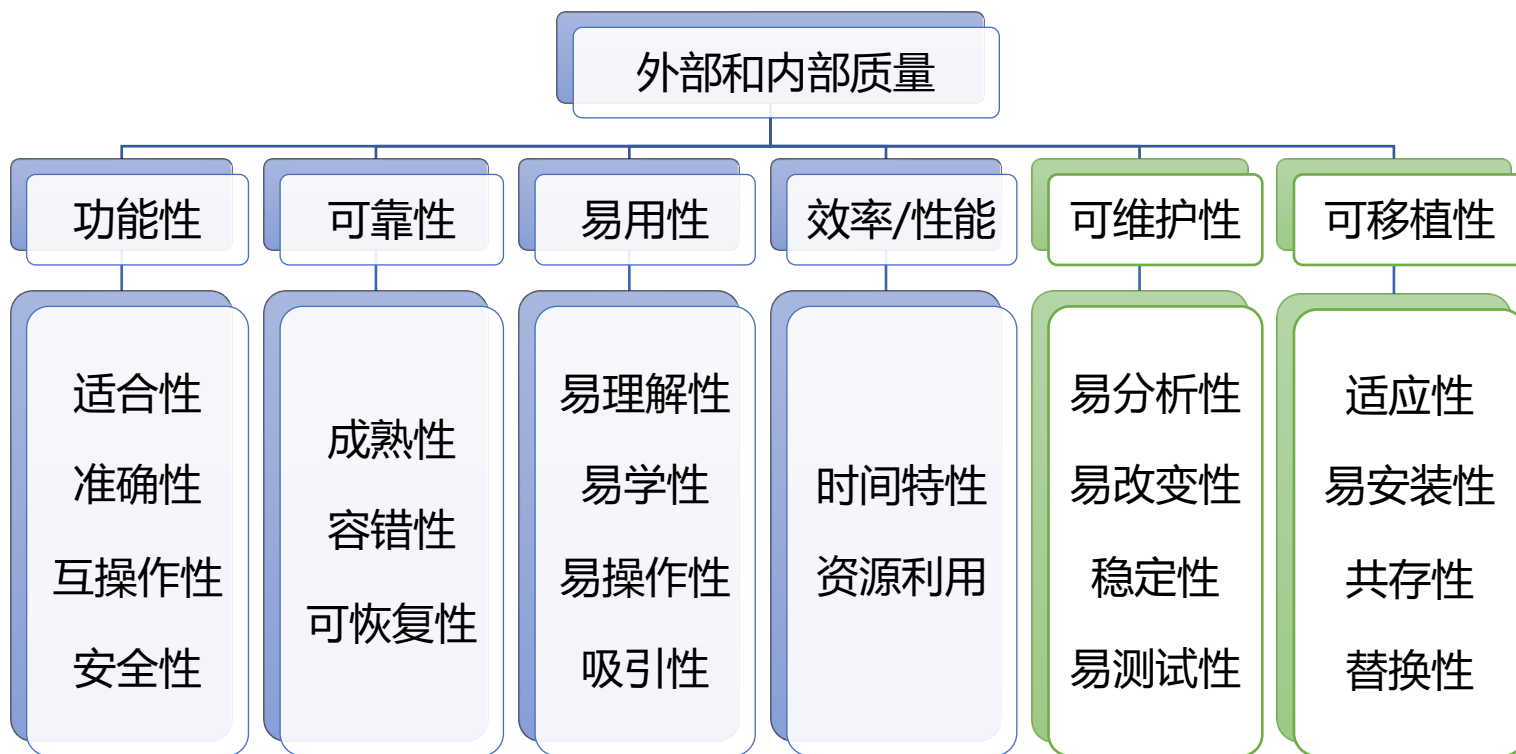 外部和内部质量
功能性
可靠性
易用性
效率/性能
可维护性
可移植性
适合性
准确性
互操作性
安全性
成熟性
容错性
可恢复性
易理解性
易学性
易操作性
吸引性
时间特性
资源利用
易分析性
易改变性
稳定性
易测试性
适应性
易安装性
共存性
替换性